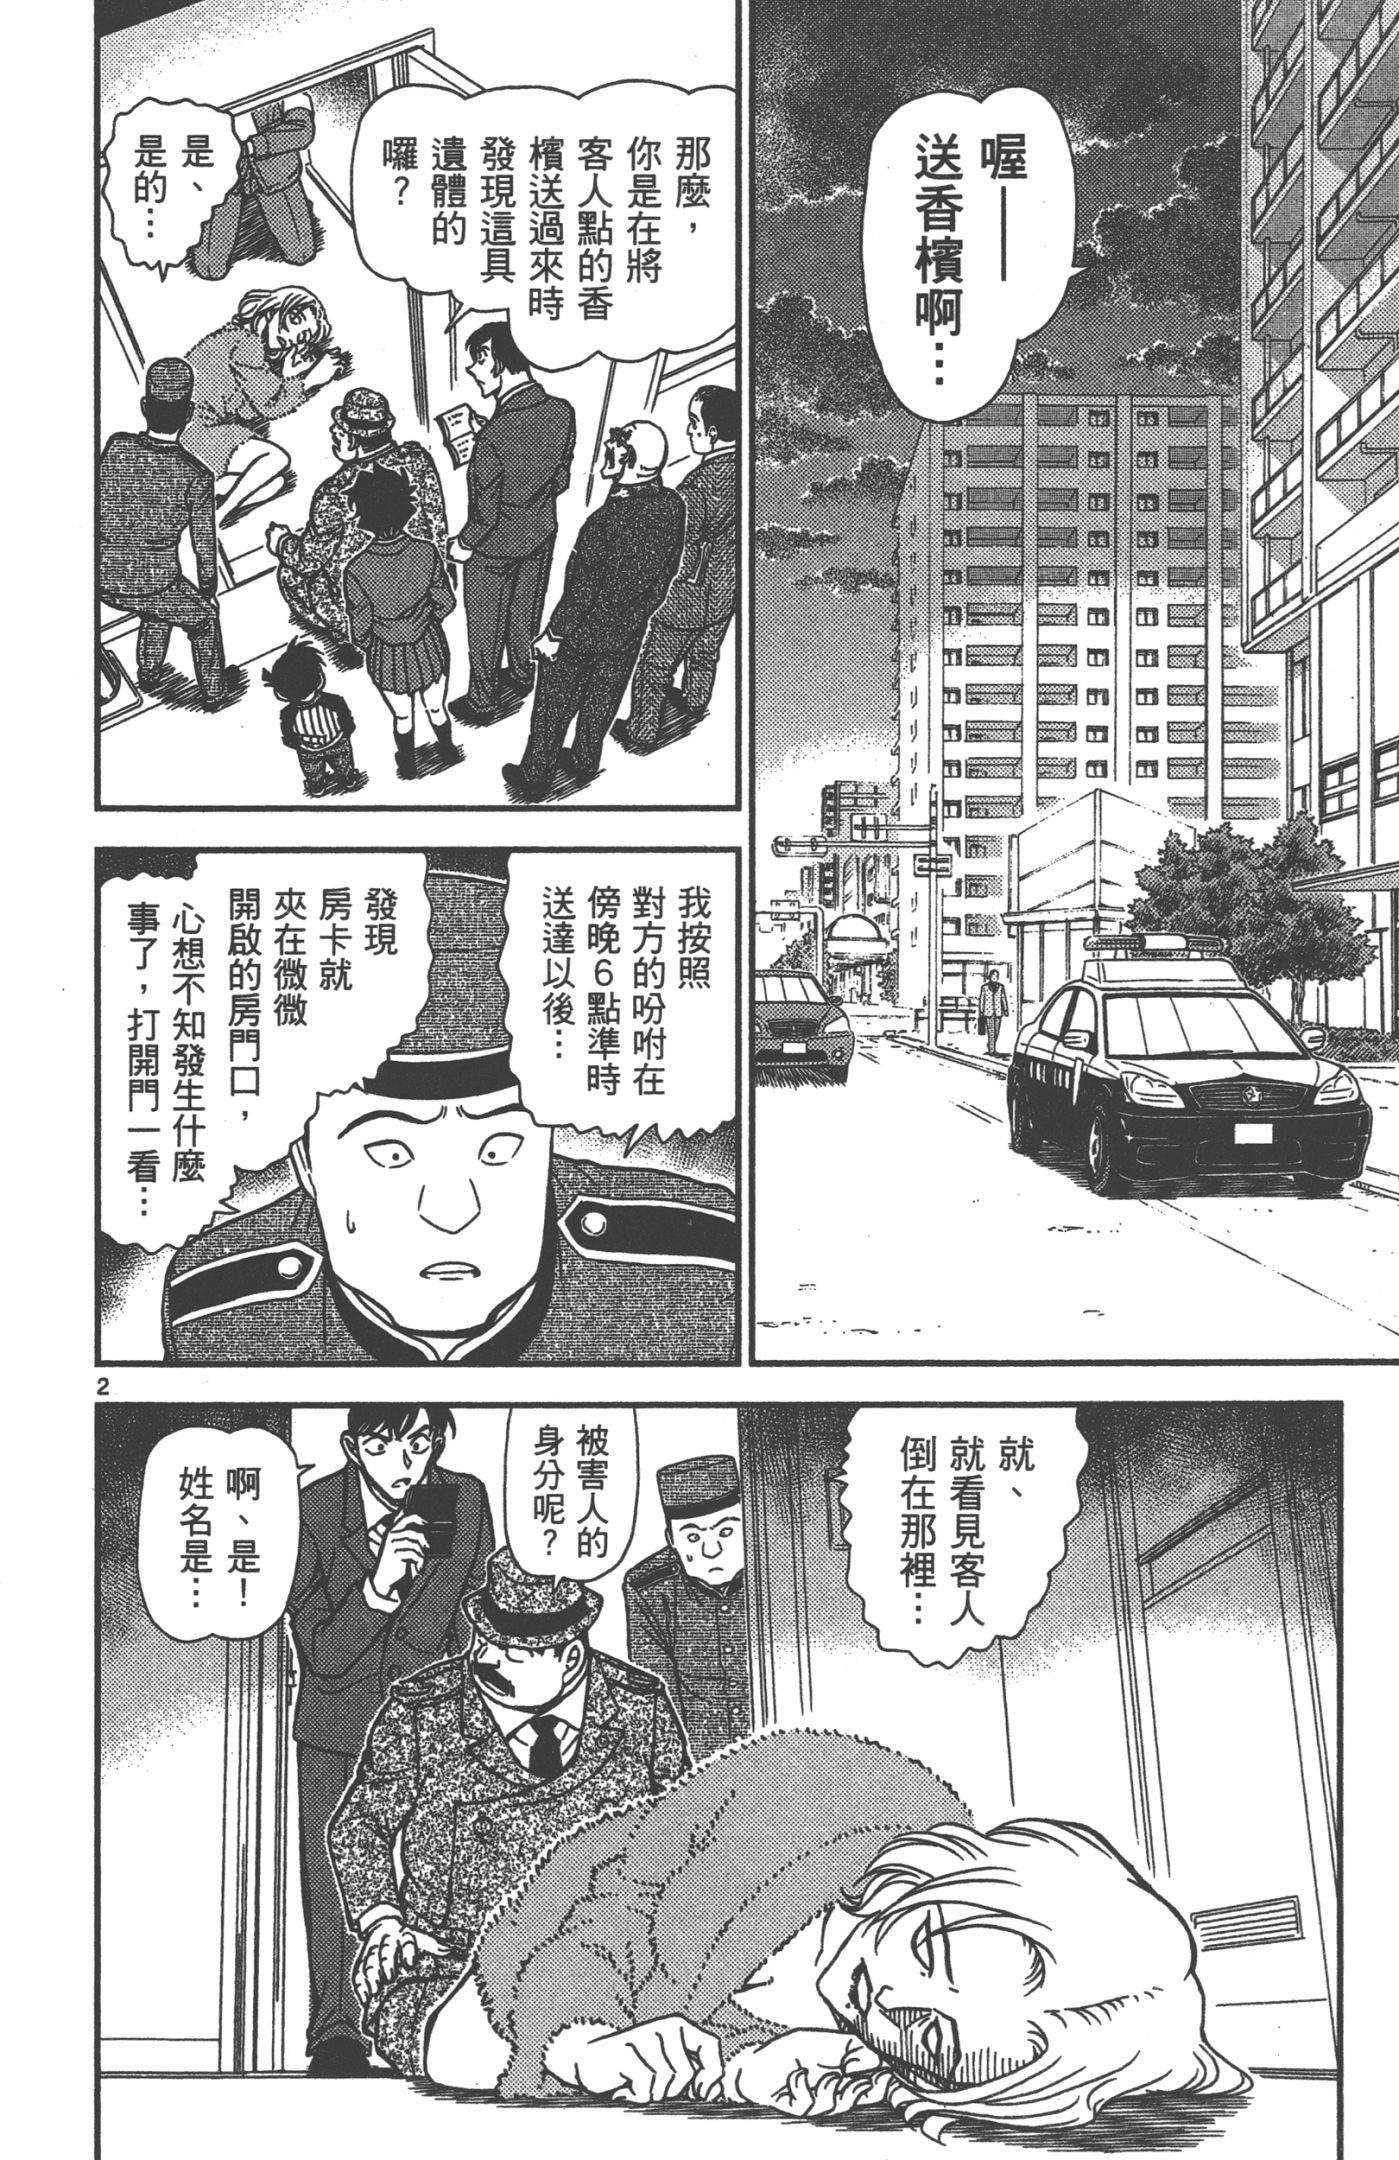 喔——
送香檳啊…
那麼，
你是在將
客人點的香
檳送過來時
發現這具
遺體的
囉？
是、
是的…
我按照
對方的吩咐在
傍晚6點準時
送達以後…
發現
房卡就
夾在微微
開啟的房門口，
心想不知發生什麼
事了，打開門一看…
2
就、
就看見客人
倒在那裡…
被害人的
身分呢？
啊、是！
姓名是…